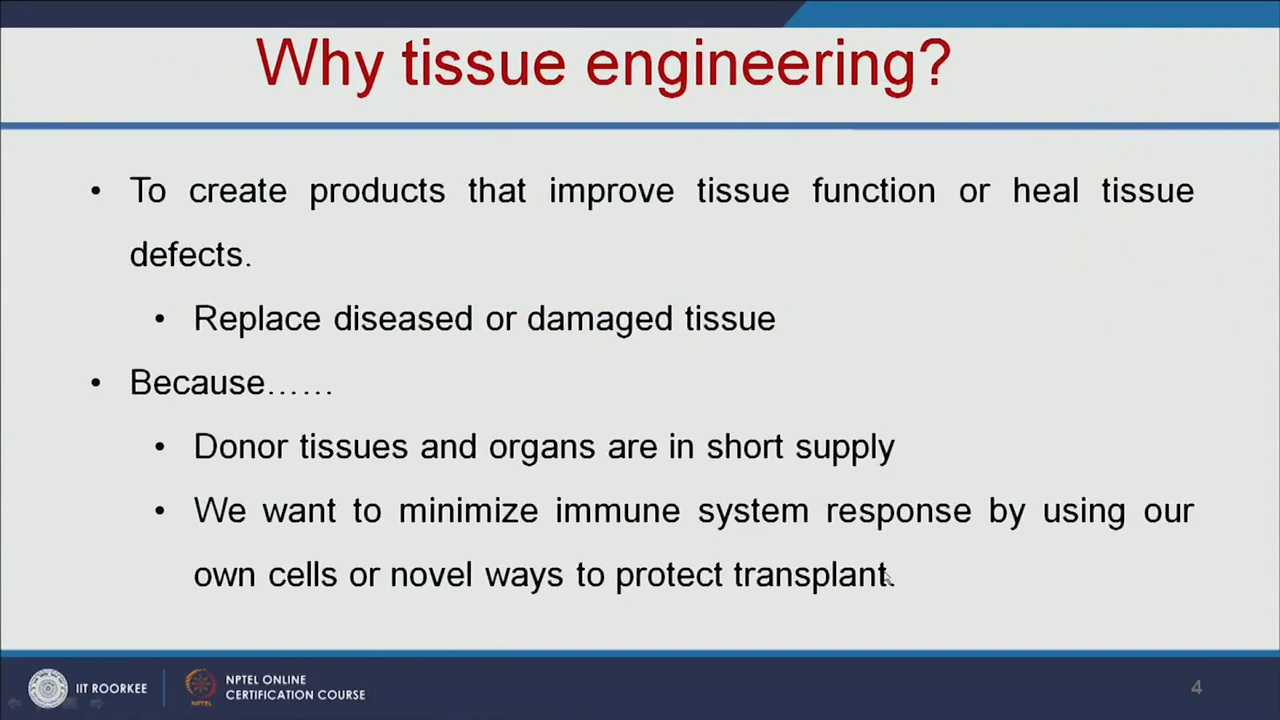 Why tissue engineering?
• To create products that improve tissue function or heal tissue
defects.
• Replace diseased or damaged tissue
• Because……
• Donor tissues and organs are in short supply
• We want to minimize immune system response by using our
own cells or novel ways to protect transplant.
IIT ROORKEE
NPTEL
NPTEL ONLINE
CERTIFICATION COURSE
4